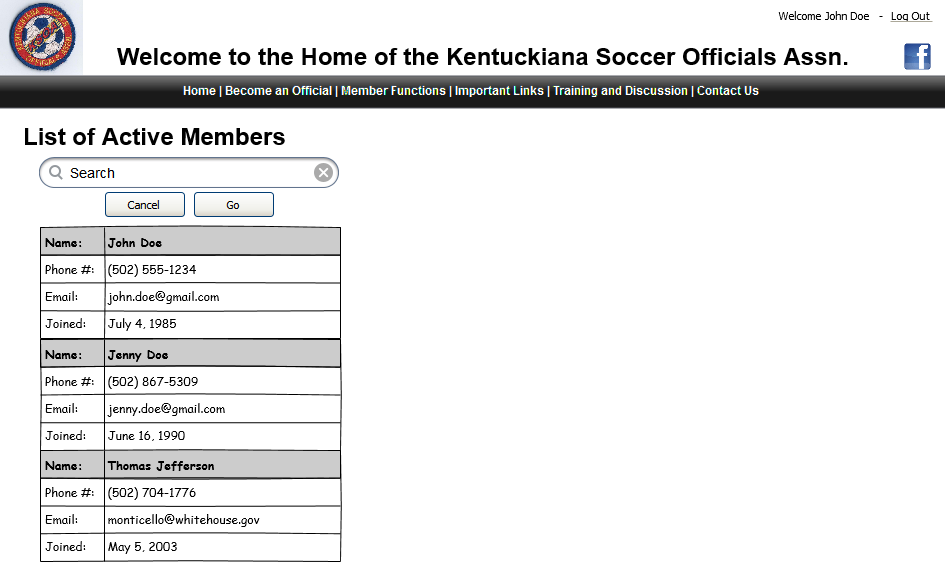 KENTUCKIANA SOCCER
OFFICIALS ASSN.
Welcome John Doe - Log Out
Welcome to the Home of the Kentuckiana Soccer Officials Assn.
Home | Become an Official | Member Functions | Important Links | Training and Discussion | Contact Us
List of Active Members
Search
Cancel Go
Name: John Doe
Phone #: (502) 555-1234
Email: john.doe@gmail.com
Joined: July 4, 1985
Name: Jenny Doe
Phone #: (502) 867-5309
Email: jenny.doe@gmail.com
Joined: June 16, 1990
Name: Thomas Jefferson
Phone #: (502) 704-1776
Email: monticello@whitehouse.gov
Joined: May 5, 2003